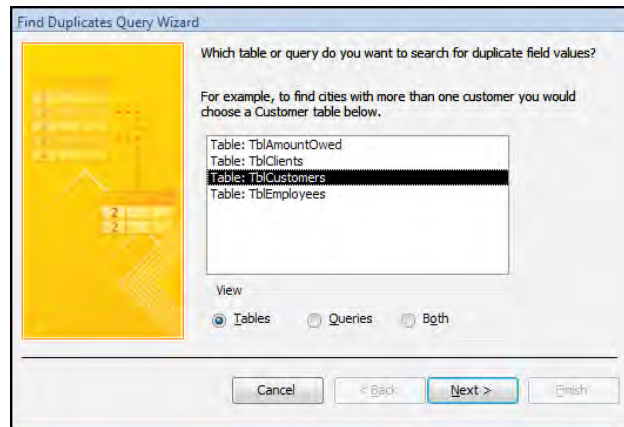 Find Duplicates Query Wizard
Which table or query do you want to search for duplicate field values?
For example, to find cities with more than one customer you would
choose a Customer table below.
Table: TblAmountOwed
Table: TblClients
Table: TblCustomers
Table: TblEmployees
View
Tables Queries Both
2
2
Cancel < Back Next > Finish